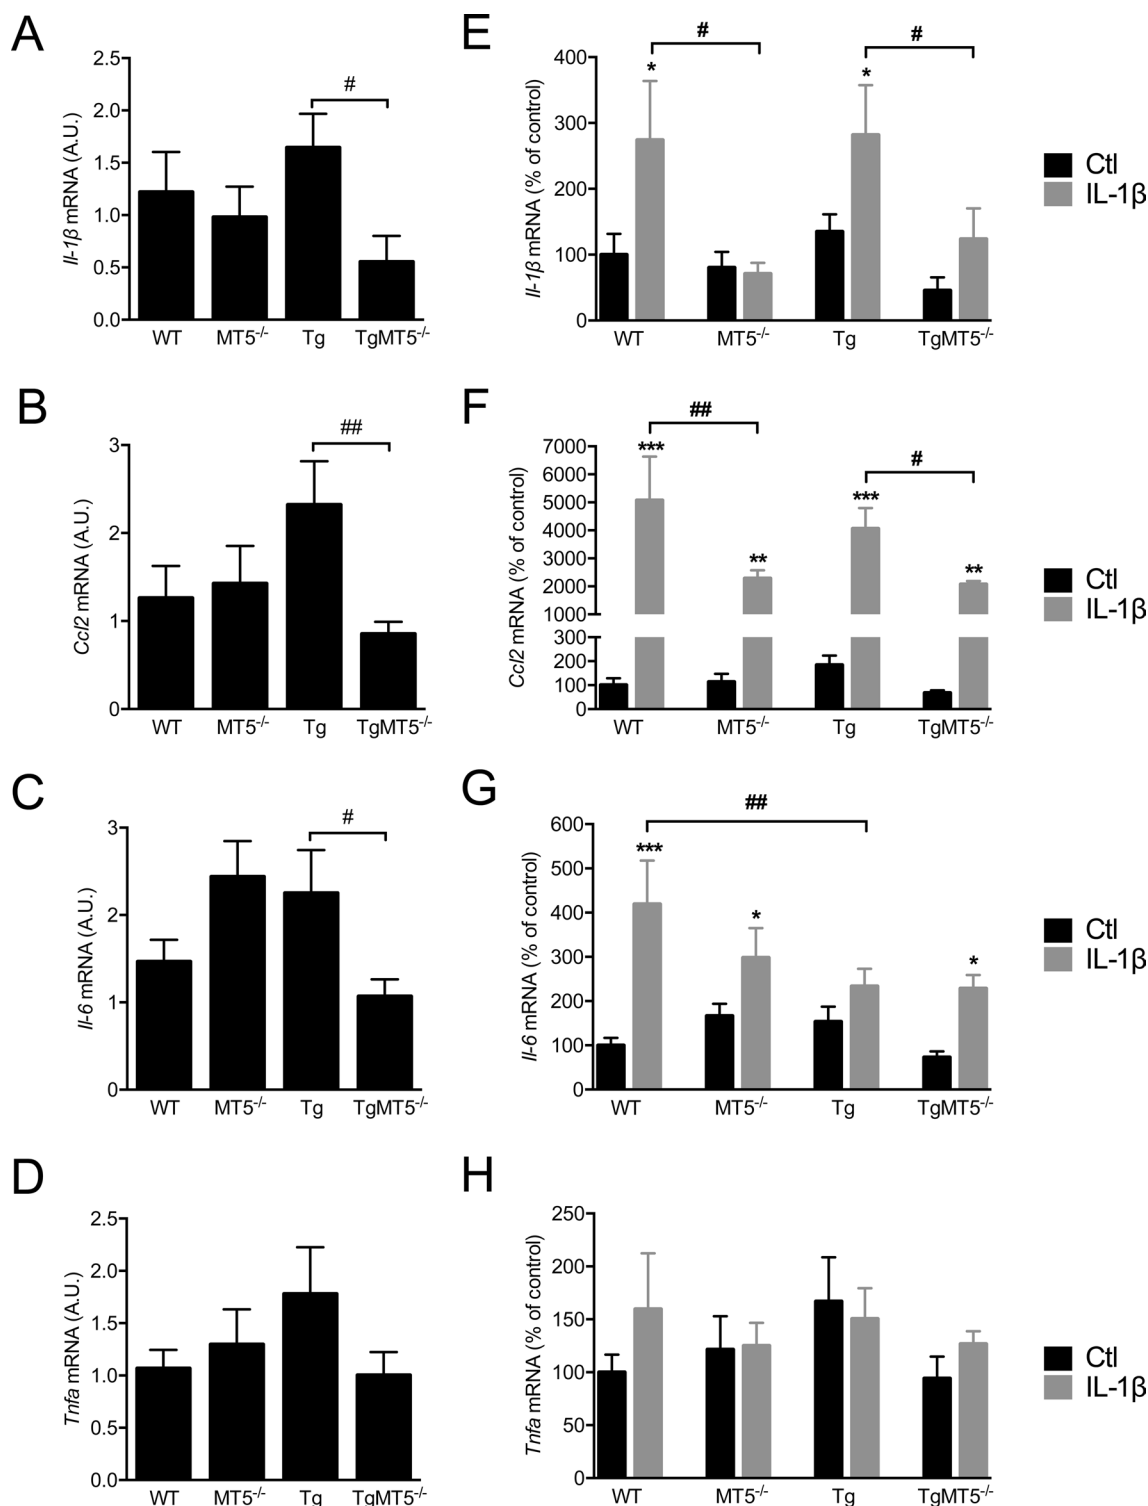 A
Il-1β mRNA (A.U.)
2.5
2.0
1.5
1.0
0.5
0.0
#
WT MT5-/- Tg TgMT5-/-
E
Il-1β mRNA (% of control)
400
300
200
100
0
# #
* *
WT MT5-/- Tg TgMT5-/-
Ctl
IL-1β
B
Ccl2 mRNA (A.U.)
3
2
1
0
##
WT MT5-/- Tg TgMT5-/-
F
Ccl2 mRNA (% of control)
7000
6000
5000
4000
3000
2000
1000
300
200
100
0
## #
*** ** *** **
WT MT5-/- Tg TgMT5-/-
Ctl
IL-1β
C
Il-6 mRNA (A.U.)
3
2
1
0
#
WT MT5-/- Tg TgMT5-/-
G
Il-6 mRNA (% of control)
600
500
400
300
200
100
0
##
*** * *
WT MT5-/- Tg TgMT5-/-
Ctl
IL-1β
D
Tnfa mRNA (A.U.)
2.5
2.0
1.5
1.0
0.5
0.0
WT MT5-/- Tg TgMT5-/-
H
Tnfa mRNA (% of control)
250
200
150
100
50
0
WT MT5-/- Tg TgMT5-/-
Ctl
IL-1β